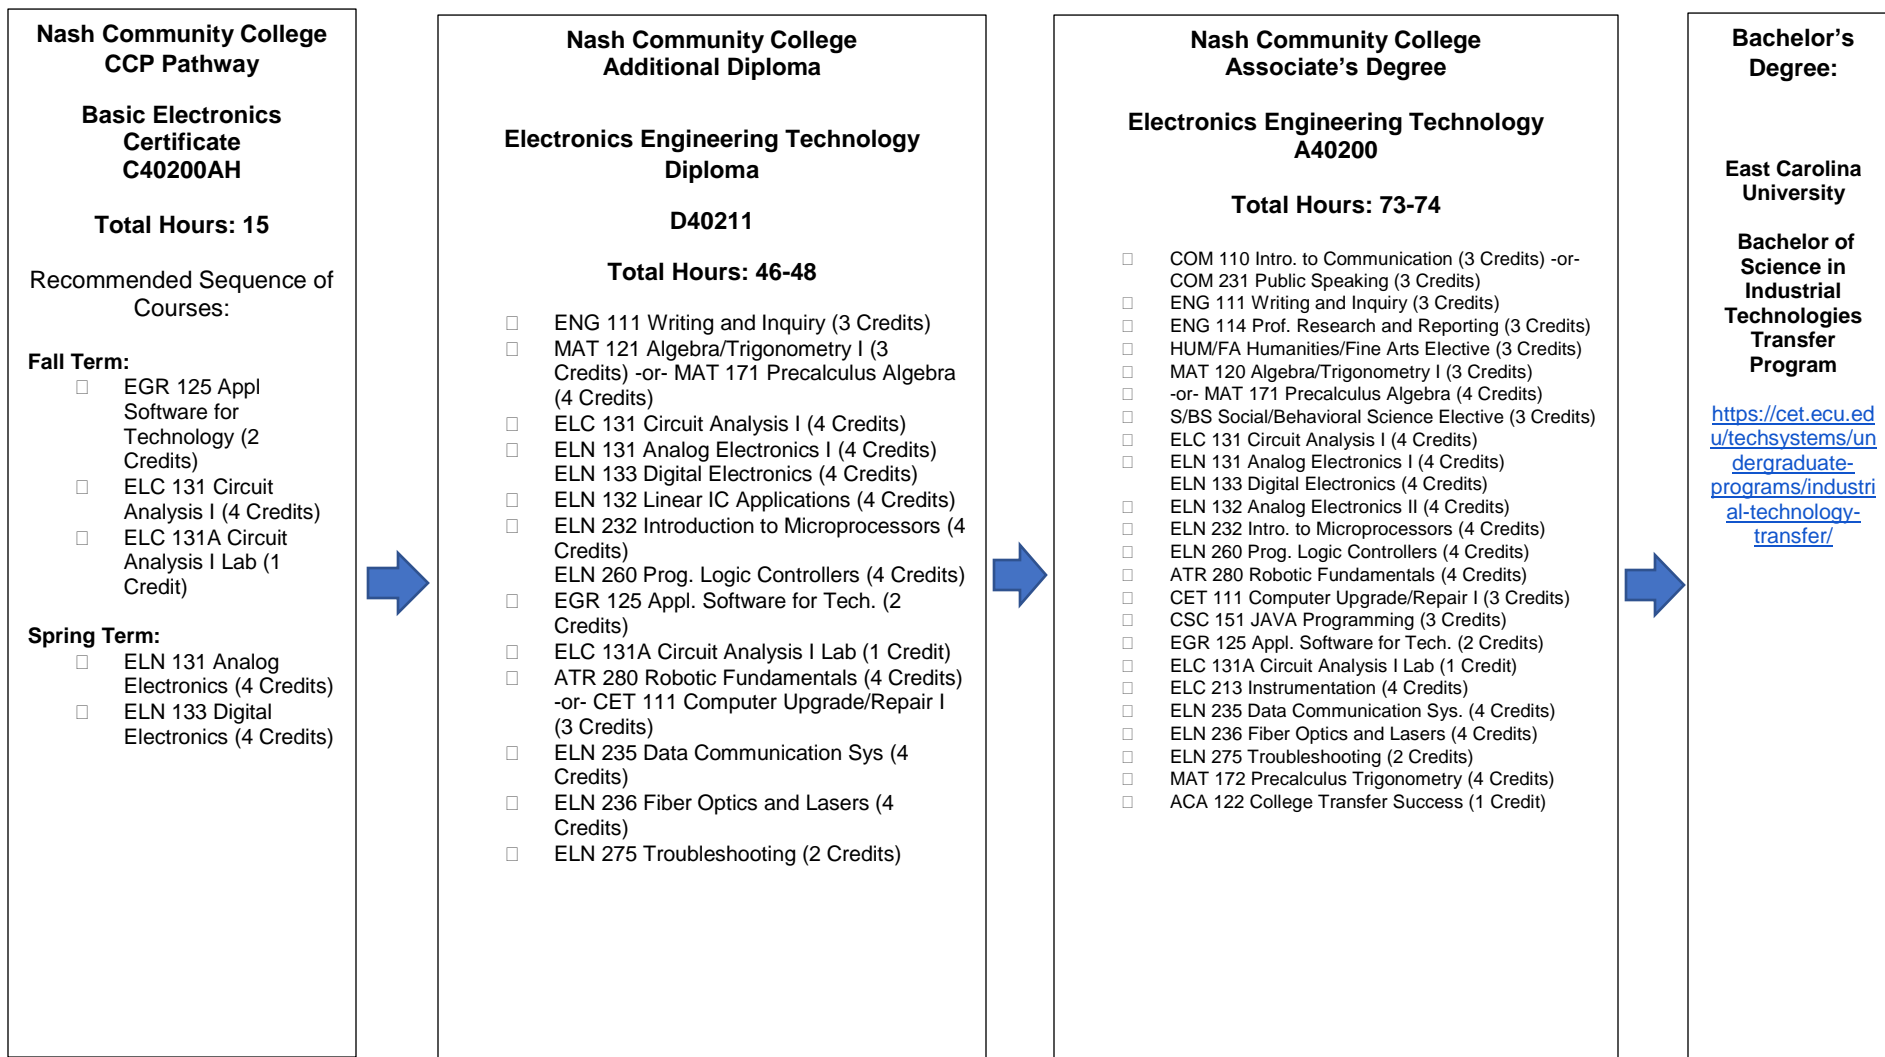 Nash Community College
CCP Pathway
Basic Electronics
Certificate
C40200AH
Total Hours: 15
Recommended Sequence of
Courses:
Fall Term:
EGR 125 Appl
Software for
Technology (2
Credits)
ELC 131 Circuit
Analysis I (4 Credits)
ELC 131A Circuit
Analysis I Lab (1
Credit)
Spring Term:
ELN 131 Analog
Electronics (4 Credits)
ELN 133 Digital
Electronics (4 Credits)
Nash Community College
Additional Diploma
Electronics Engineering Technology
Diploma
D40211
Total Hours: 46-48
ENG 111 Writing and Inquiry (3 Credits)
MAT 121 Algebra/Trigonometry I (3
Credits) -or- MAT 171 Precalculus Algebra
(4 Credits)
ELC 131 Circuit Analysis I (4 Credits)
ELN 131 Analog Electronics I (4 Credits)
ELN 133 Digital Electronics (4 Credits)
ELN 132 Linear IC Applications (4 Credits)
ELN 232 Introduction to Microprocessors (4
Credits)
ELN 260 Prog. Logic Controllers (4 Credits)
EGR 125 Appl. Software for Tech. (2
Credits)
ELC 131A Circuit Analysis I Lab (1 Credit)
ATR 280 Robotic Fundamentals (4 Credits)
-or- CET 111 Computer Upgrade/Repair I
(3 Credits)
ELN 235 Data Communication Sys (4
Credits)
ELN 236 Fiber Optics and Lasers (4
Credits)
ELN 275 Troubleshooting (2 Credits)
Nash Community College
Associate’s Degree
Electronics Engineering Technology
A40200
Total Hours: 73-74
COM 110 Intro. to Communication (3 Credits) -or-
COM 231 Public Speaking (3 Credits)
ENG 111 Writing and Inquiry (3 Credits)
ENG 114 Prof. Research and Reporting (3 Credits)
HUM/FA Humanities/Fine Arts Elective (3 Credits)
MAT 120 Algebra/Trigonometry I (3 Credits)
-or- MAT 171 Precalculus Algebra (4 Credits)
S/BS Social/Behavioral Science Elective (3 Credits)
ELC 131 Circuit Analysis I (4 Credits)
ELN 131 Analog Electronics I (4 Credits)
ELN 133 Digital Electronics (4 Credits)
ELN 132 Analog Electronics II (4 Credits)
ELN 232 Intro. to Microprocessors (4 Credits)
ELN 260 Prog. Logic Controllers (4 Credits)
ATR 280 Robotic Fundamentals (4 Credits)
CET 111 Computer Upgrade/Repair I (3 Credits)
CSC 151 JAVA Programming (3 Credits)
EGR 125 Appl. Software for Tech. (2 Credits)
ELC 131A Circuit Analysis I Lab (1 Credit)
ELC 213 Instrumentation (4 Credits)
ELN 235 Data Communication Sys. (4 Credits)
ELN 236 Fiber Optics and Lasers (4 Credits)
ELN 275 Troubleshooting (2 Credits)
MAT 172 Precalculus Trigonometry (4 Credits)
ACA 122 College Transfer Success (1 Credit)
Bachelor’s
Degree:
East Carolina
University
Bachelor of
Science in
Industrial
Technologies
Transfer
Program
https://cet.ecu.ed
u/techsystems/un
dergraduate-
programs/industri
al-technology-
transfer/